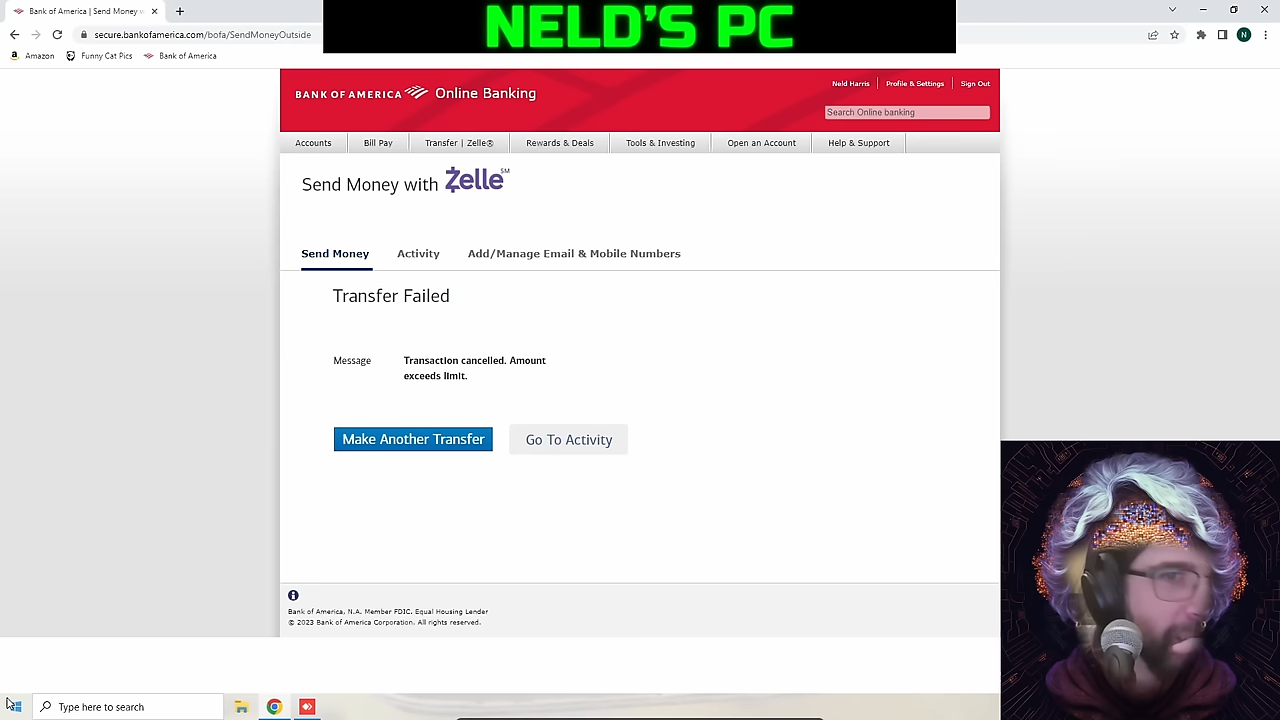 NELD'S PC
Bank of America | Send Money w
secure.bankofamerica.com/bofa/SendMoneyOutside
N
Amazon
Funny Cat Pics
Bank of America
BANK OF AMERICA
Online Banking
Neld Harris
Profile & Settings
Sign Out
Search Online banking
Accounts
Bill Pay
Transfer | Zelle®
Rewards & Deals
Tools & Investing
Open an Account
Help & Support
Send Money with Zelle℠
Send Money
Activity
Add/Manage Email & Mobile Numbers
Transfer Failed
Message
Transaction cancelled. Amount
exceeds limit.
Make Another Transfer
Go To Activity
Bank of America, N.A. Member FDIC. Equal Housing Lender
© 2023 Bank of America Corporation. All rights reserved.
Type here to search